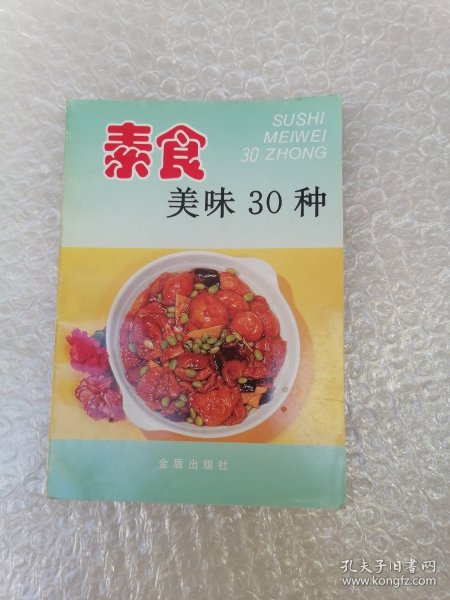 SUSHI
MEIWEI
30 ZHONG
素食
美味 30 种
金盾出版社
孔夫子旧书网
www.kongfz.com